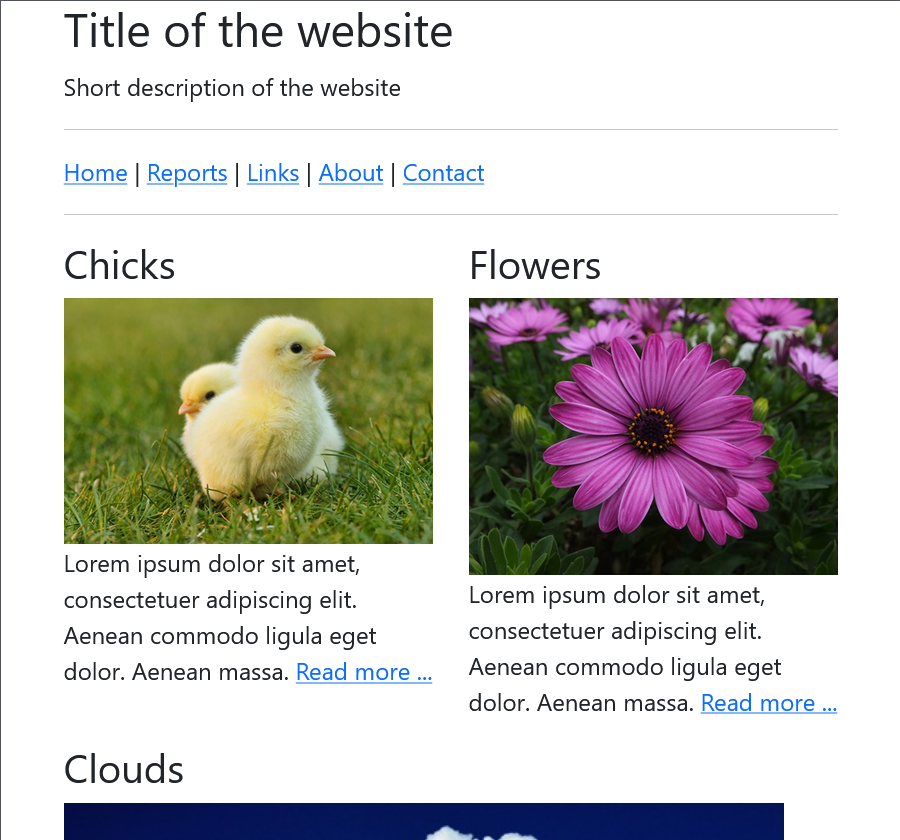 Title of the website
Short description of the website
Home | Reports | Links | About | Contact
Chicks
Lorem ipsum dolor sit amet,
consectetuer adipiscing elit.
Aenean commodo ligula eget
dolor. Aenean massa. Read more ...
Flowers
Lorem ipsum dolor sit amet,
consectetuer adipiscing elit.
Aenean commodo ligula eget
dolor. Aenean massa. Read more ...
Clouds